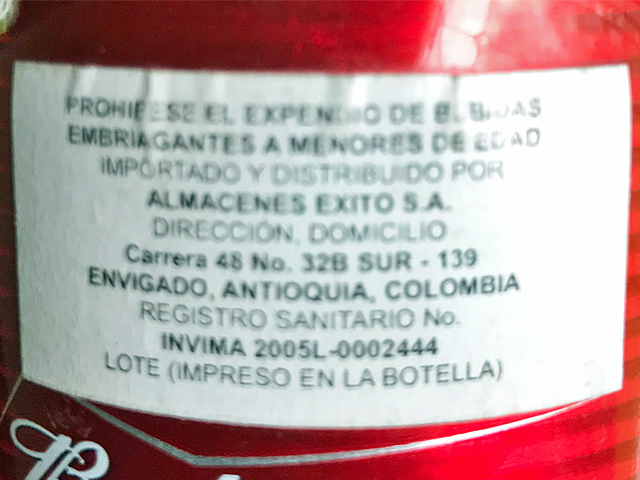 PROHIBESE EL EXPENDIO DE BEBIDAS
EMBRIAGANTES A MENORES DE EDAD
IMPORTADO Y DISTRIBUIDO POR
ALMACENES EXITO S.A.
DIRECCIÓN, DOMICILIO
Carrera 48 No. 32B SUR - 139
ENVIGADO, ANTIOQUIA, COLOMBIA
REGISTRO SANITARIO No.
INVIMA 2005L-0002444
LOTE (IMPRESO EN LA BOTELLA)